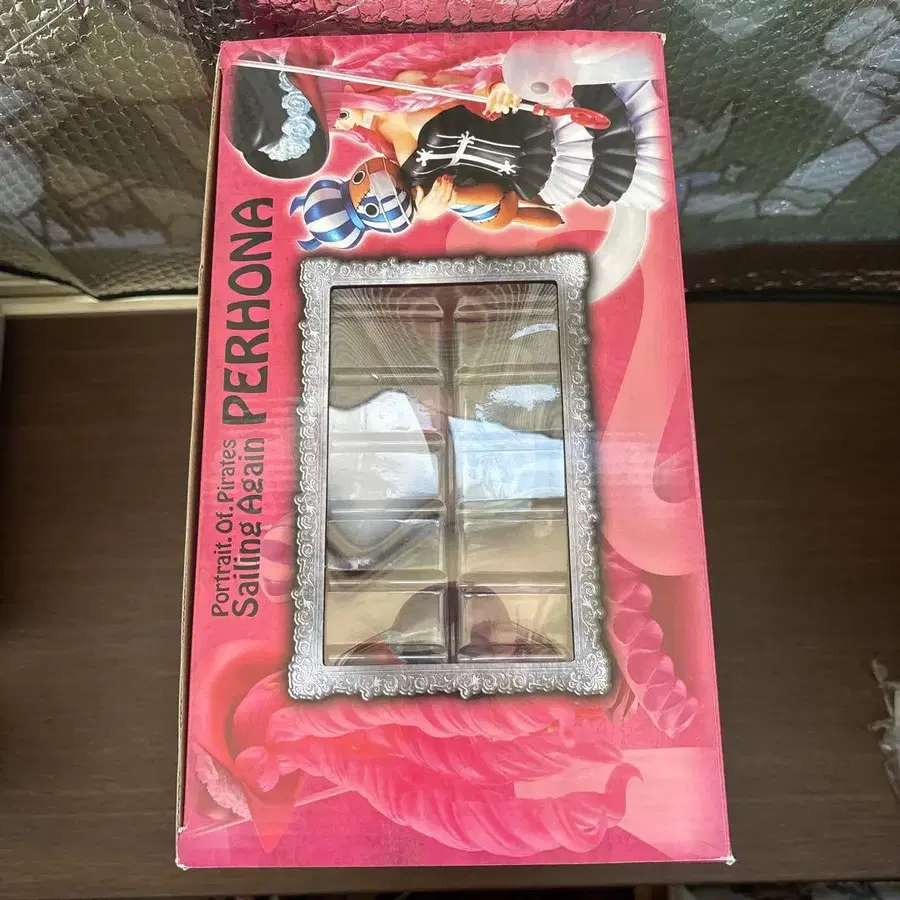 Portrait.Of.Pirates
Sailing Again
PERHONA